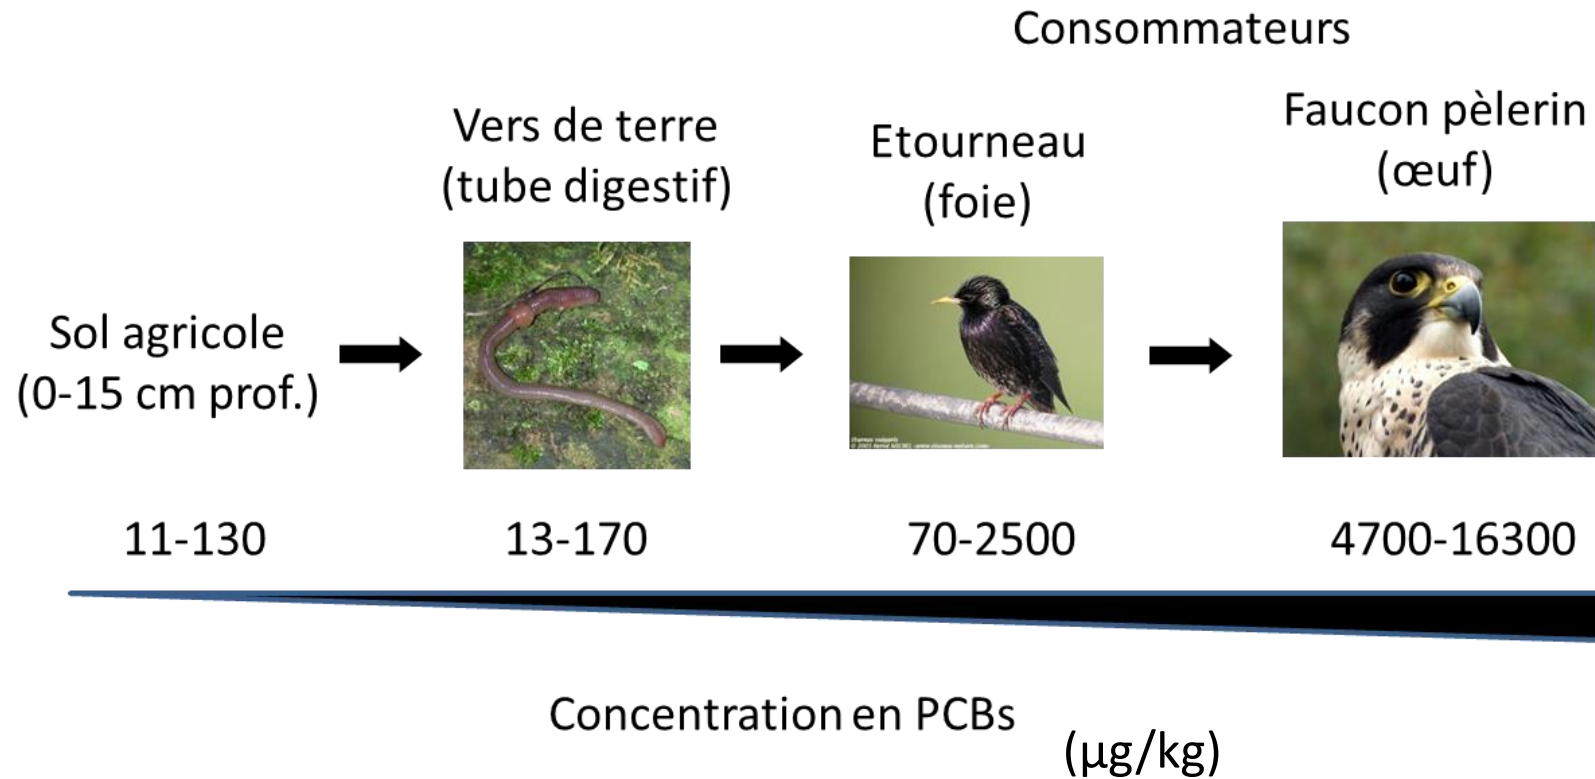 Consommateurs
Vers de terre
(tube digestif)
Etourneau
(foie)
Faucon pèlerin
(œuf)
Sol agricole
(0-15 cm prof.)
11-130
13-170
70-2500
4700-16300
Concentration en PCBs
(µg/kg)